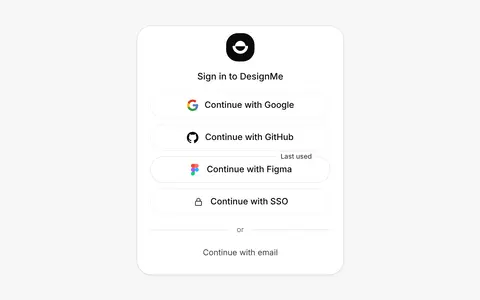 Sign in to DesignMe
Continue with Google
Continue with GitHub
Last used
Continue with Figma
Continue with SSO
or
Continue with email